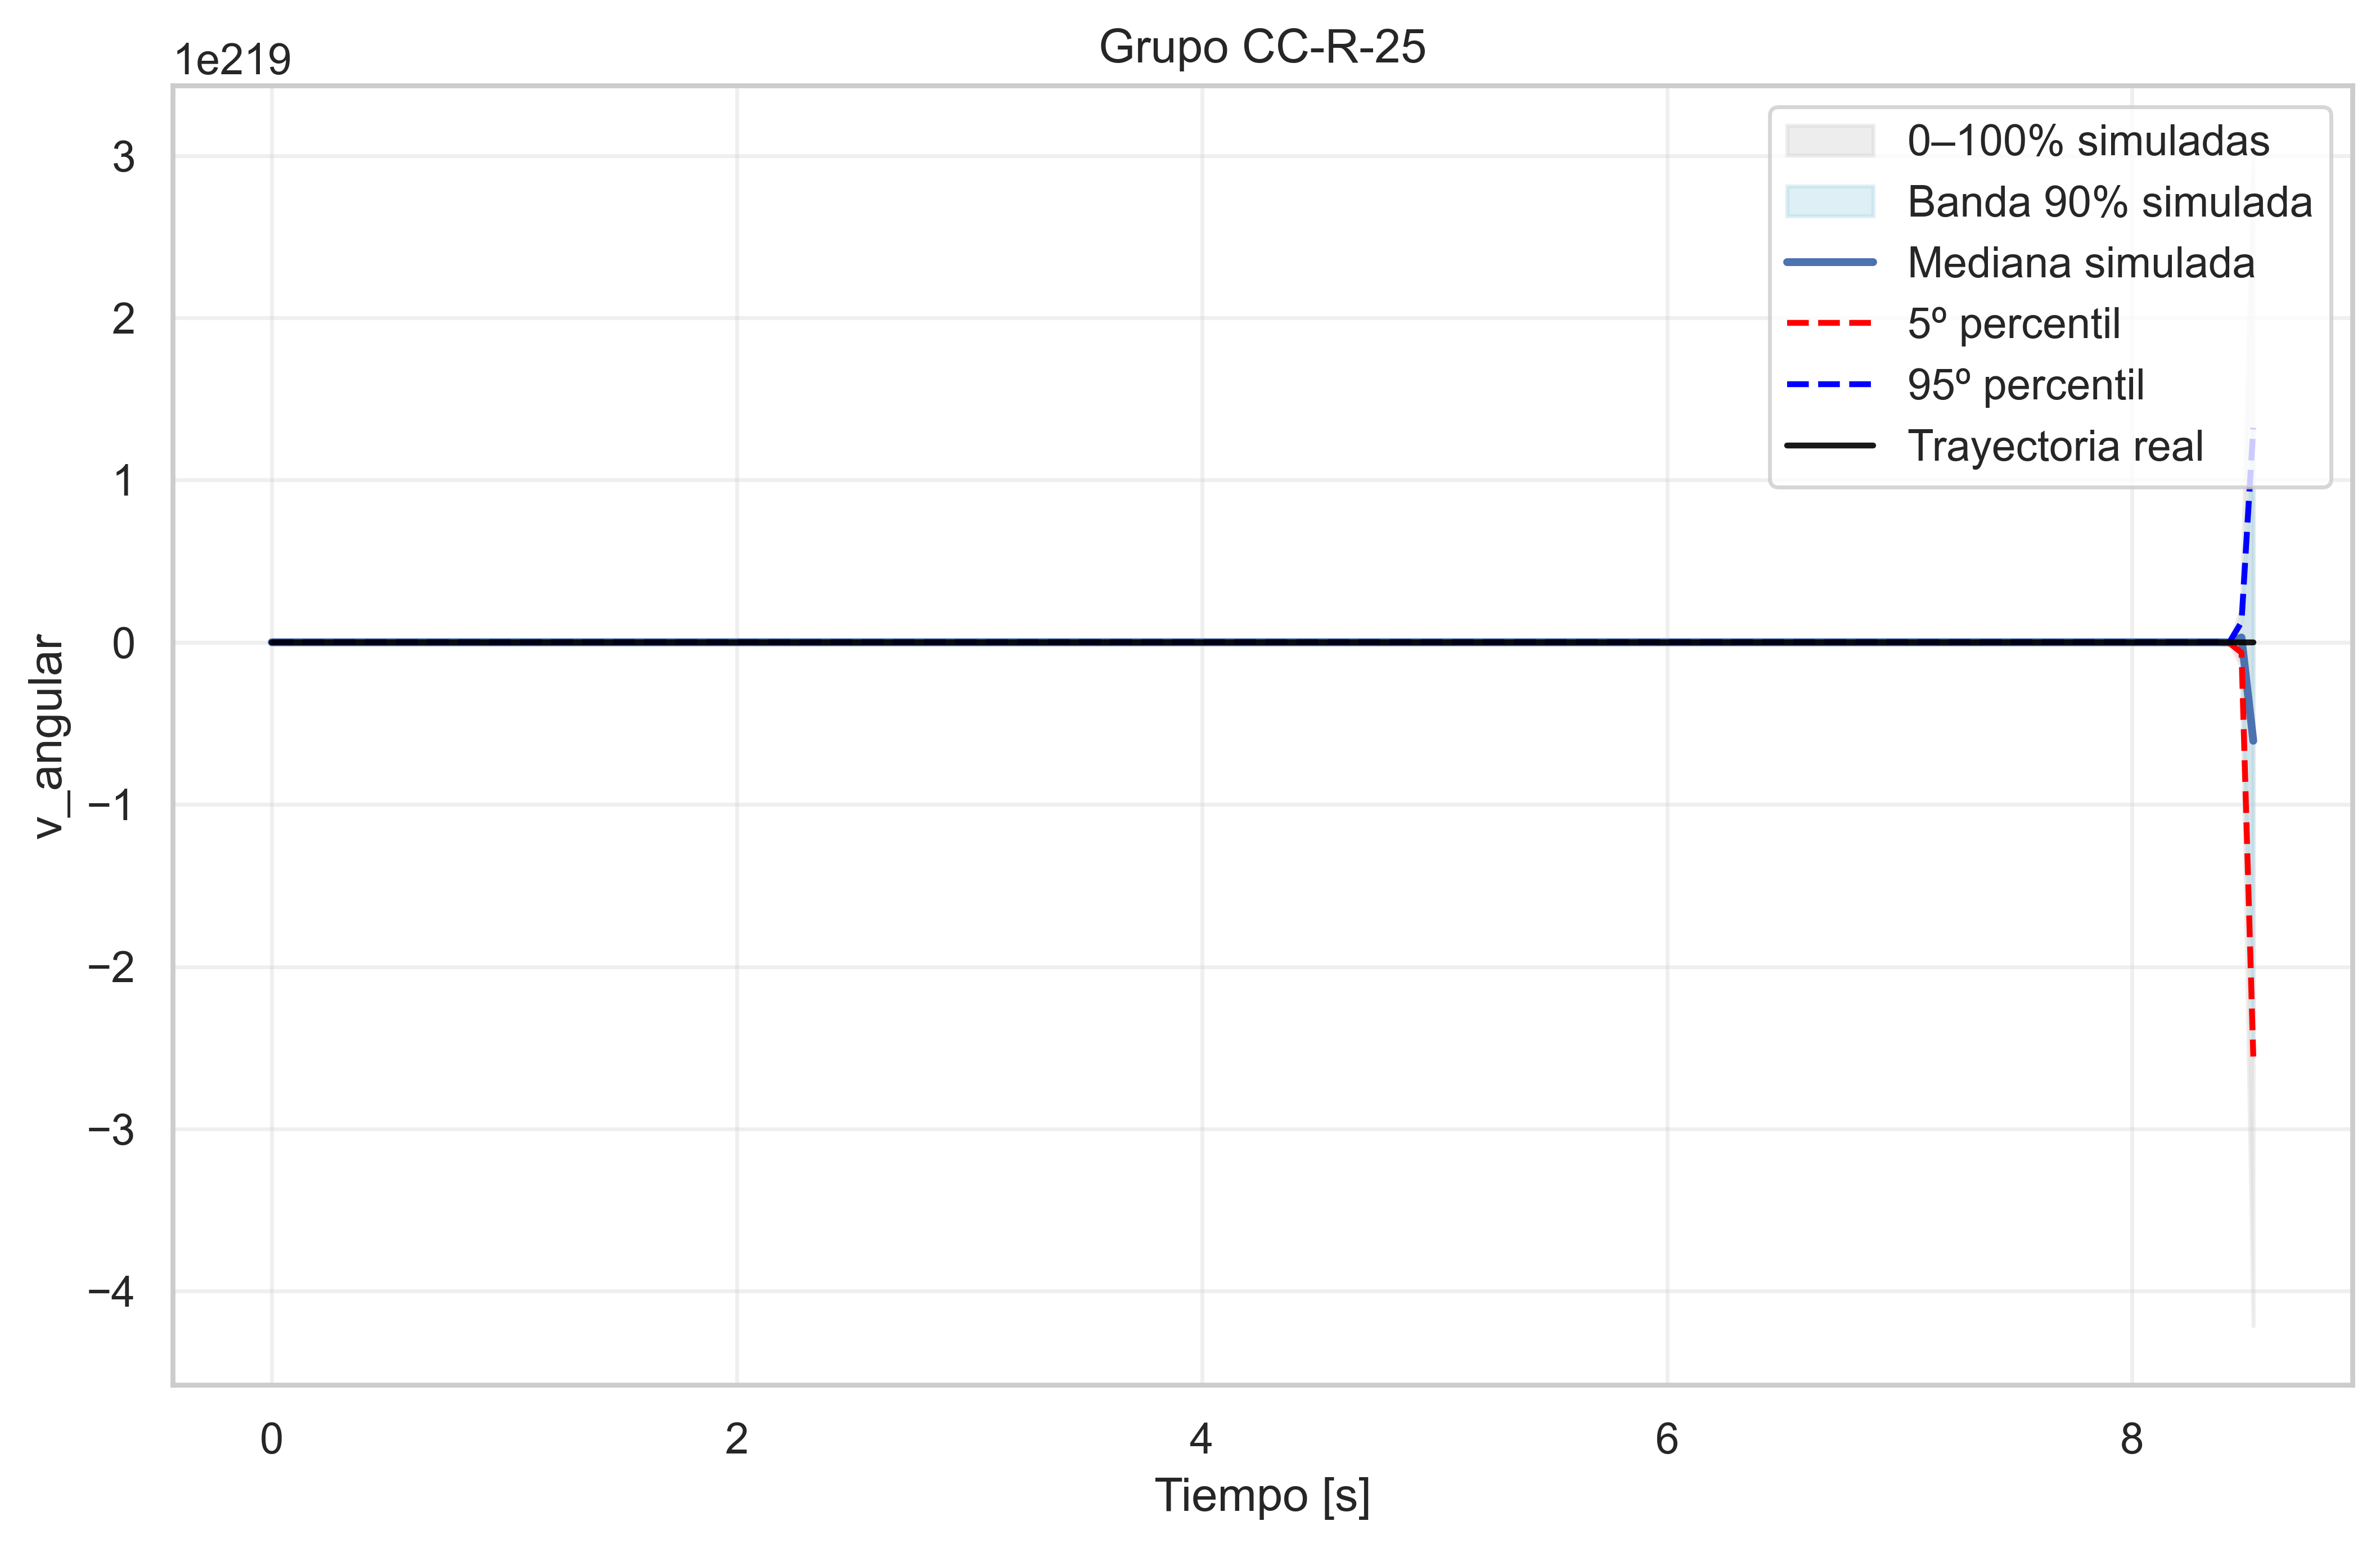 Grupo CC-R-25
1e219
3
2
1
0
−1
−2
−3
−4
v_angular
0–100% simuladas
Banda 90% simulada
Mediana simulada
5º percentil
95º percentil
Trayectoria real
0 2 4 6 8
Tiempo [s]